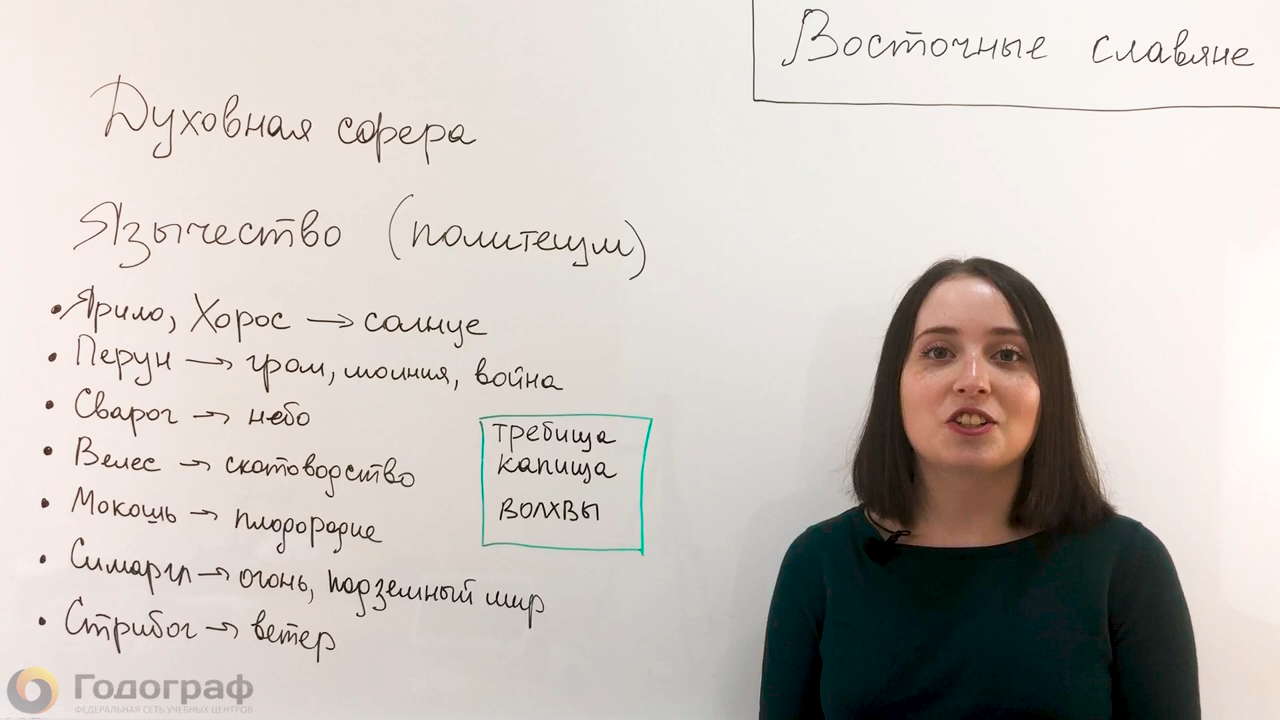 Восточные славяне
Духовная сфера
Язычество (политеизм)
• Ярило, Хорос → солнце
• Перун → гром, молния, война
• Сварог → небо
• Велес → скотоводство
• Мокошь → плодородие
• Симаргл → огонь, подземный мир
• Стрибог → ветер
требища
капища
волхвы
Годограф
ФЕДЕРАЛЬНАЯ СЕТЬ УЧЕБНЫХ ЦЕНТРОВ